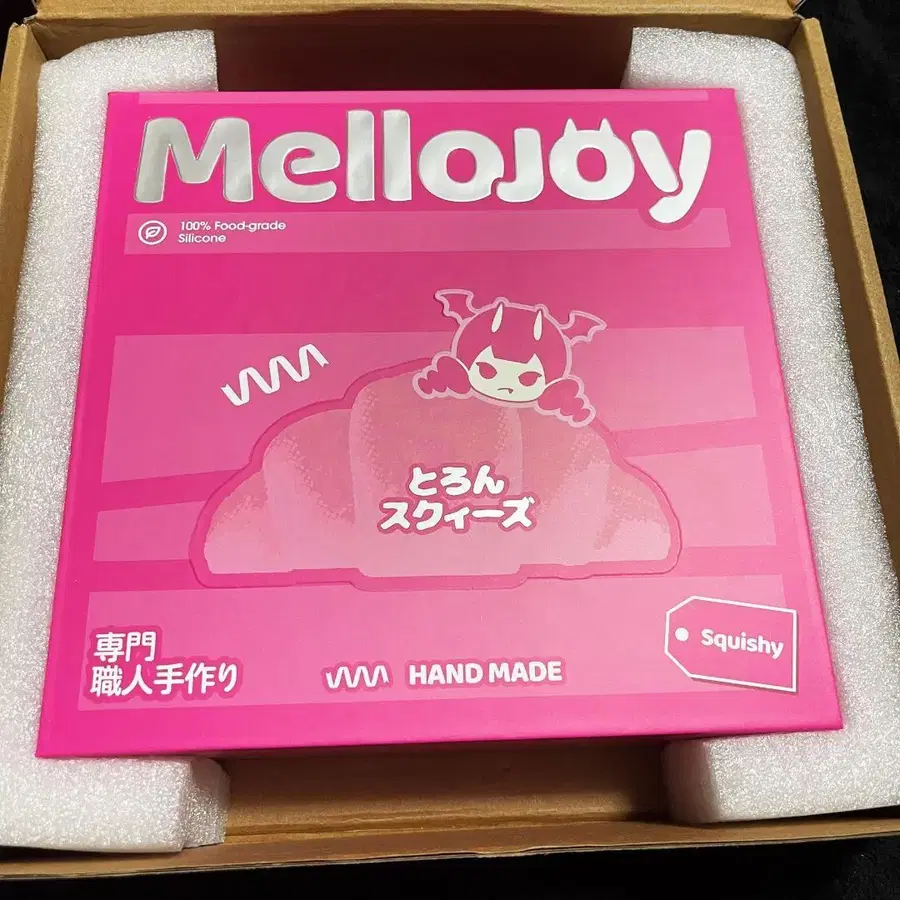 Mellojoy
100% Food-grade
Silicone
とろん
スクィーズ
専門
職人手作り
HAND MADE
Squishy